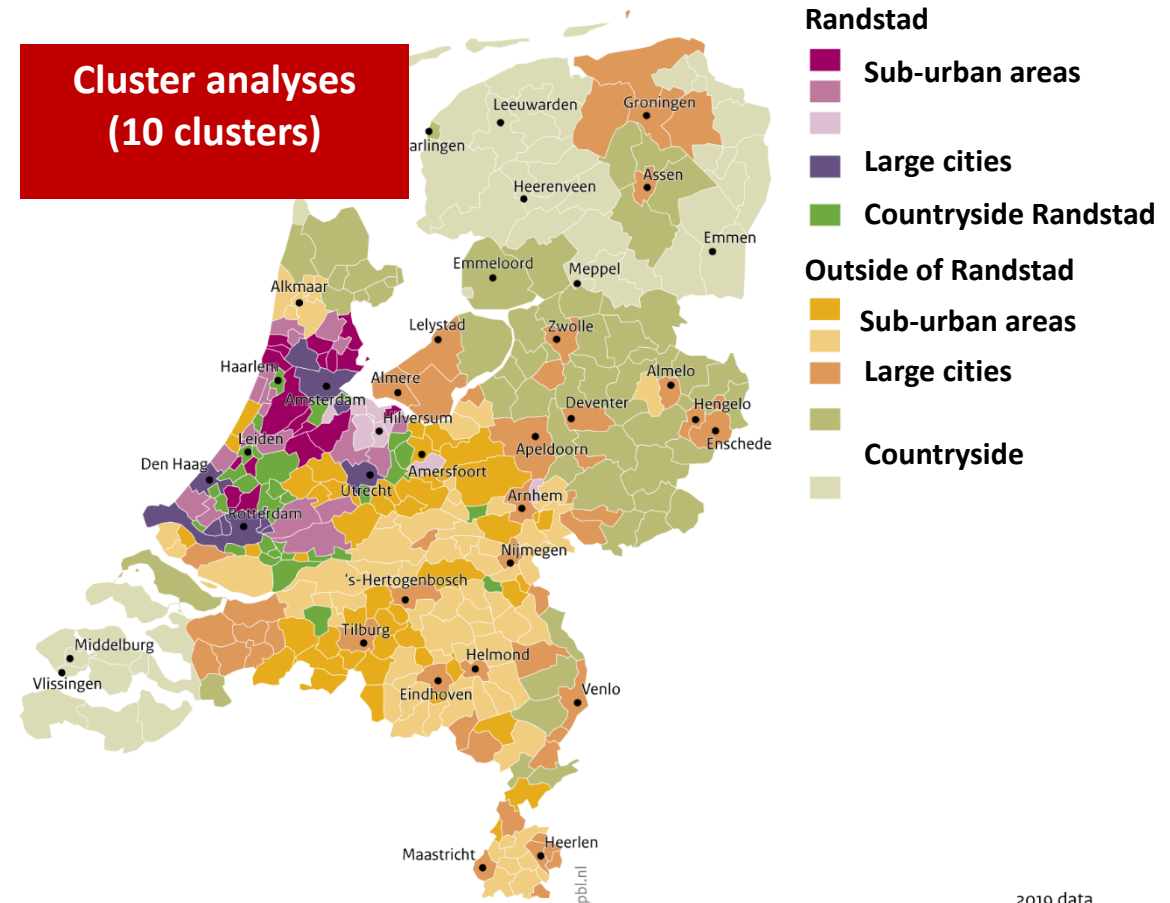 Cluster analyses
(10 clusters)
Randstad
Sub-urban areas
Large cities
Countryside Randstad
Outside of Randstad
Sub-urban areas
Large cities
Countryside
Leeuwarden
Groningen
arlingen
Assen
Heerenveen
Emmen
Emmeloord
Meppel
Alkmaar
Lelystad
Zwolle
Haarlem
Almere
Almelo
Amsterdam
Deventer
Hengelo
Hilversum
Enschede
Leiden
Apeldoorn
Den Haag
Amersfoort
Utrecht
Arnhem
Rotterdam
Nijmegen
's-Hertogenbosch
Tilburg
Middelburg
Helmond
Vlissingen
Eindhoven
Venlo
Maastricht
Heerlen
pbl.nl
2019 data